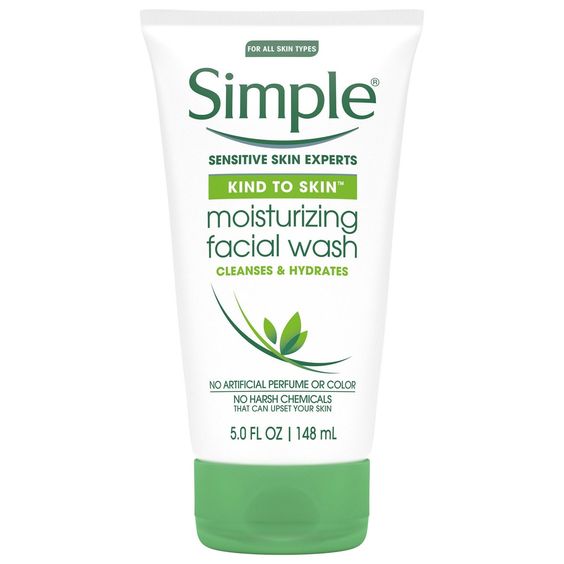 FOR ALL SKIN TYPES
Simple®
SENSITIVE SKIN EXPERTS
KIND TO SKIN™
moisturizing
facial wash
CLEANSES & HYDRATES
NO ARTIFICIAL PERFUME OR COLOR
NO HARSH CHEMICALS
THAT CAN UPSET YOUR SKIN
5.0 FL OZ | 148 mL